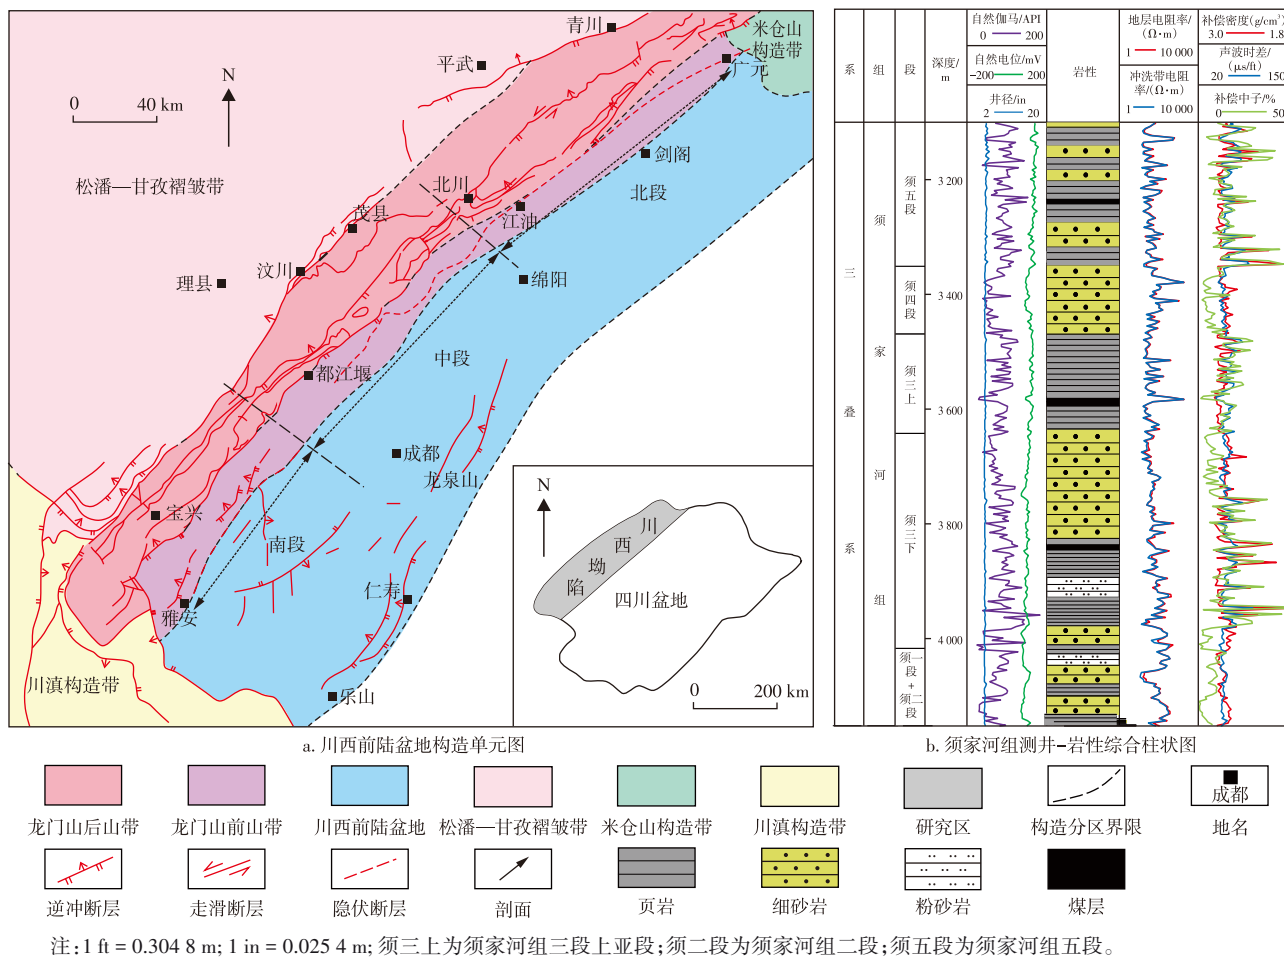 青川
米仓山
构造带
平武
广元
N
0 40 km
剑阁
松潘—甘孜褶皱带
北川
北段
茂县
江油
汶川
理县
绵阳
中段
都江堰
成都
龙泉山
宝兴
南段
仁寿
雅安
川滇构造带
乐山
N
川
西
坳
陷
四川盆地
0 200 km
a. 川西前陆盆地构造单元图
系
组
段
深度/
m
自然伽马/API
0 200
自然电位/mV
−200 200
井径/in
2 20
岩性
地层电阻率/
(Ω·m)
1 10 000
冲洗带电阻
率/(Ω·m)
1 10 000
补偿密度(g/cm³)
3.0 1.8
声波时差/
(μs/ft)
20 150
补偿中子/%
0 50
三
叠
系
须
家
河
组
须
五
段
须
四
段
须
三
上
须
三
下
须
一
段
+
须
二
段
3 200
3 400
3 600
3 800
4 000
b. 须家河组测井–岩性综合柱状图
成都
龙门山后山带 龙门山前山带 川西前陆盆地 松潘—甘孜褶皱带 米仓山构造带 川滇构造带 研究区 构造分区界限 地名
逆冲断层 走滑断层 隐伏断层 剖面 页岩 细砂岩 粉砂岩 煤层
注:1 ft = 0.304 8 m; 1 in = 0.025 4 m; 须三上为须家河组三段上亚段;须二段为须家河组二段;须五段为须家河组五段。